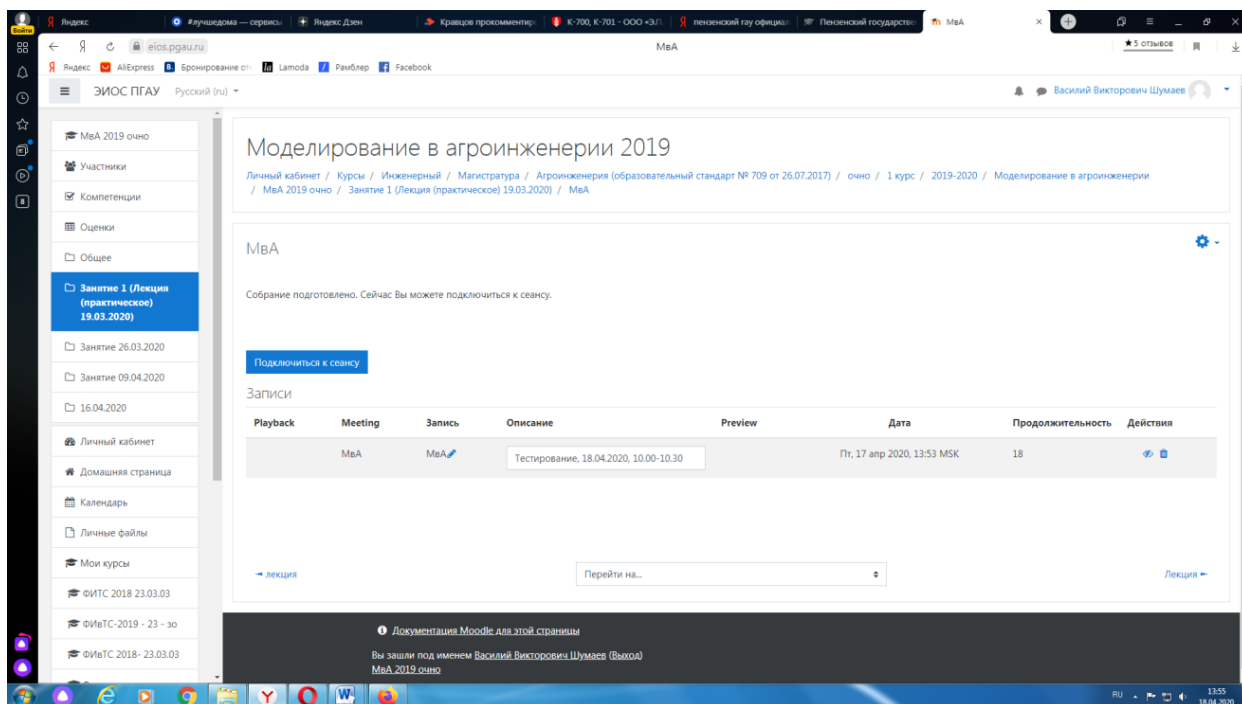 Яндекс
#лучшедома — сервисы
Яндекс Дзен
Кравцов прокомментир
К-700, К-701 - ООО «ЭЛ
пензенский гау официал
Пензенский государстве
МвА
Войти
eios.pgau.ru
МвА
★5 отзывов
Яндекс
AliExpress
Бронирование от
Lamoda
Рамблер
Facebook
ЭИОС ПГАУ
Русский (ru)
Василий Викторович Шумаев
МвА 2019 очно
Участники
Компетенции
Оценки
Общее
Занятие 1 (Лекция
(практическое)
19.03.2020)
Занятие 26.03.2020
Занятие 09.04.2020
16.04.2020
Личный кабинет
Домашняя страница
Календарь
Личные файлы
Мои курсы
ФИТС 2018 23.03.03
ФИвТС-2019 - 23 - зо
ФИвТС 2018- 23.03.03
Моделирование в агроинженерии 2019
Личный кабинет / Курсы / Инженерный / Магистратура / Агроинженерия (образовательный стандарт № 709 от 26.07.2017) / очно / 1 курс / 2019-2020 / Моделирование в агроинженерии
/ МвА 2019 очно / Занятие 1 (Лекция (практическое) 19.03.2020) / МвА
МвА
Собрание подготовлено. Сейчас Вы можете подключиться к сеансу.
Подключиться к сеансу
Записи
Playback Meeting Запись Описание Preview Дата Продолжительность Действия
МвА МвА Тестирование, 18.04.2020, 10.00-10.30 Пт, 17 апр 2020, 13:53 MSK 18
◄ лекция
Перейти на...
Лекция ►
Документация Moodle для этой страницы
Вы зашли под именем Василий Викторович Шумаев (Выход)
МвА 2019 очно
RU
13:55
18.04.2020